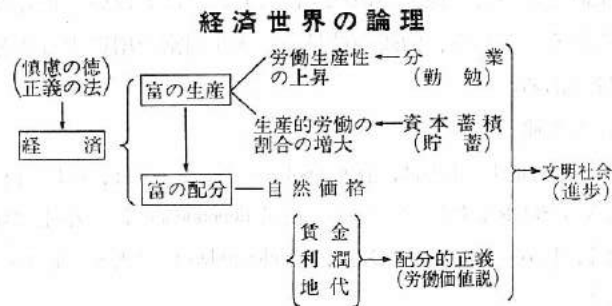 経済世界の論理
(慎慮の徳
正義の法)
経済
富の生産
労働生産性
の上昇
分業
(勤勉)
生産的労働の
割合の増大
資本蓄積
(貯蓄)
富の配分
自然価格
賃金
利潤
地代
配分的正義
(労働価値説)
文明社会
(進歩)